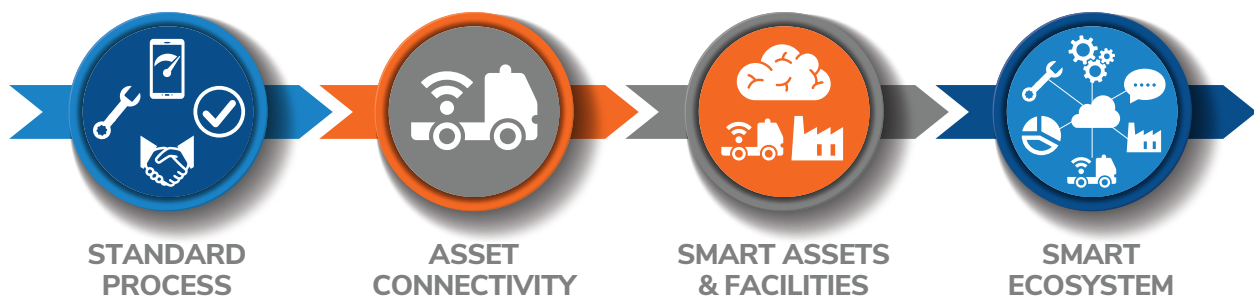 STANDARD
PROCESS
ASSET
CONNECTIVITY
SMART ASSETS
& FACILITIES
SMART
ECOSYSTEM